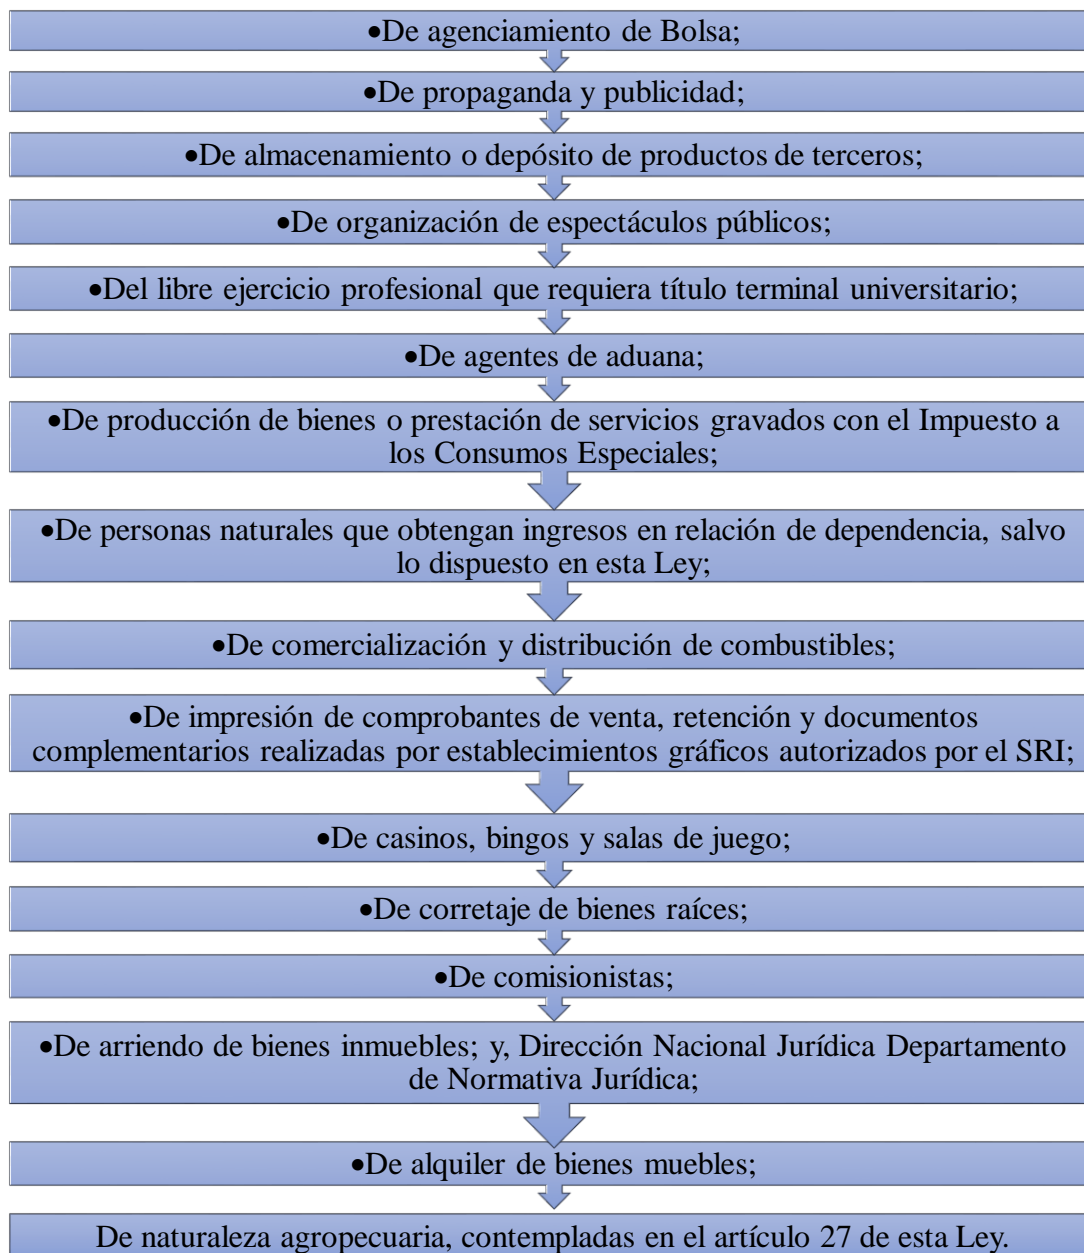 •De agenciamiento de Bolsa;
•De propaganda y publicidad;
•De almacenamiento o depósito de productos de terceros;
•De organización de espectáculos públicos;
•Del libre ejercicio profesional que requiera título terminal universitario;
•De agentes de aduana;
•De producción de bienes o prestación de servicios gravados con el Impuesto a
los Consumos Especiales;
•De personas naturales que obtengan ingresos en relación de dependencia, salvo
lo dispuesto en esta Ley;
•De comercialización y distribución de combustibles;
•De impresión de comprobantes de venta, retención y documentos
complementarios realizadas por establecimientos gráficos autorizados por el SRI;
•De casinos, bingos y salas de juego;
•De corretaje de bienes raíces;
•De comisionistas;
•De arriendo de bienes inmuebles; y, Dirección Nacional Jurídica Departamento
de Normativa Jurídica;
•De alquiler de bienes muebles;
De naturaleza agropecuaria, contempladas en el artículo 27 de esta Ley.